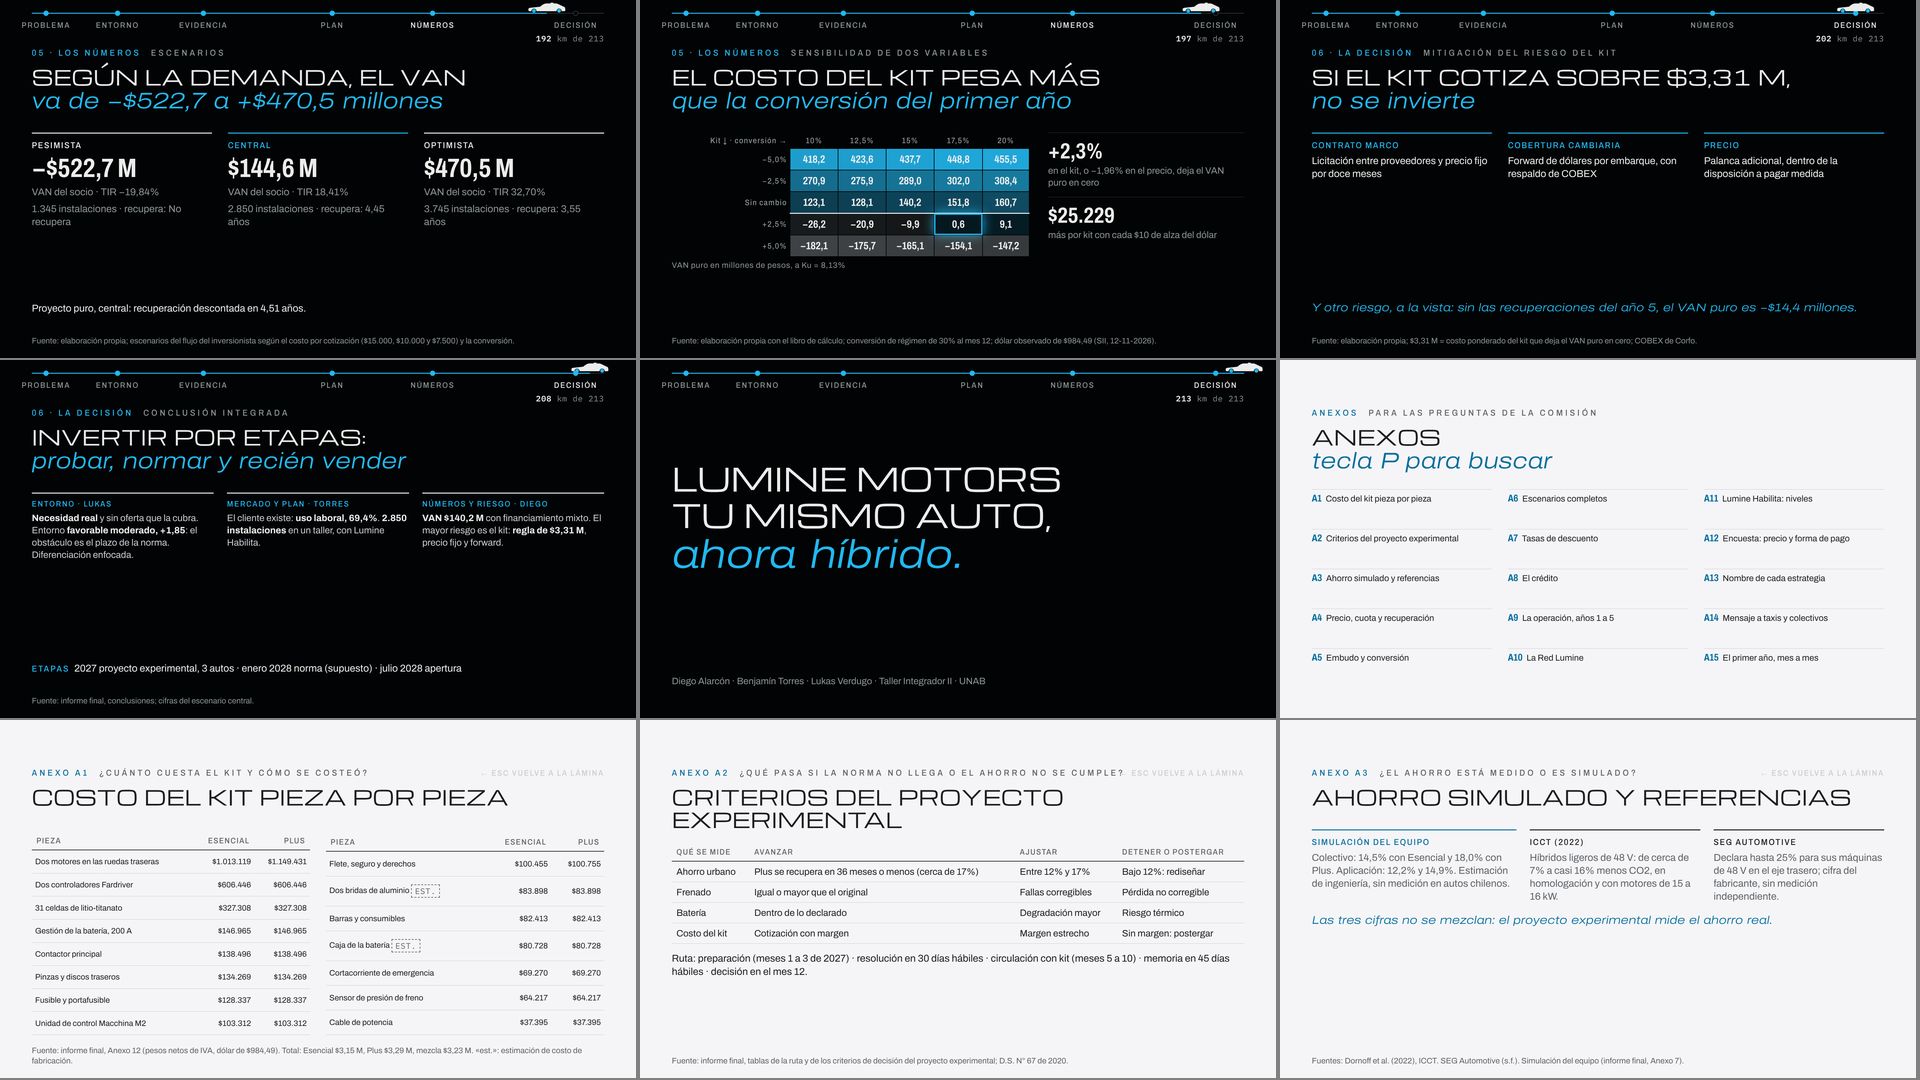 PROBLEMA ENTORNO EVIDENCIA PLAN NÚMEROS DECISIÓN
192 km de 213
05 · LOS NÚMEROS ESCENARIOS
SEGÚN LA DEMANDA, EL VAN
va de −$522,7 a +$470,5 millones
PESIMISTA
−$522,7 M
VAN del socio · TIR −19,84%
1.345 instalaciones · recupera: No
recupera
CENTRAL
$144,6 M
VAN del socio · TIR 18,41%
2.850 instalaciones · recupera: 4,45
años
OPTIMISTA
$470,5 M
VAN del socio · TIR 32,70%
3.745 instalaciones · recupera: 3,55
años
Proyecto puro, central: recuperación descontada en 4,51 años.
Fuente: elaboración propia; escenarios del flujo del inversionista según el costo por cotización ($15.000, $10.000 y $7.500) y la conversión.
PROBLEMA ENTORNO EVIDENCIA PLAN NÚMEROS DECISIÓN
197 km de 213
05 · LOS NÚMEROS SENSIBILIDAD DE DOS VARIABLES
EL COSTO DEL KIT PESA MÁS
que la conversión del primer año
Kit ↓ · conversión → 10% 12,5% 15% 17,5% 20%
−5,0% 418,2 423,6 437,7 448,8 455,5
−2,5% 270,9 275,9 289,0 302,0 308,4
Sin cambio 123,1 128,1 140,2 151,8 160,7
+2,5% −26,2 −20,9 −9,9 0,6 9,1
+5,0% −182,1 −175,7 −165,1 −154,1 −147,2
VAN puro en millones de pesos, a Ku = 8,13%
+2,3%
en el kit, o −1,96% en el precio, deja el VAN
puro en cero
$25.229
más por kit con cada $10 de alza del dólar
Fuente: elaboración propia con el libro de cálculo; conversión de régimen de 30% al mes 12; dólar observado de $984,49 (SII, 12-11-2026).
PROBLEMA ENTORNO EVIDENCIA PLAN NÚMEROS DECISIÓN
202 km de 213
06 · LA DECISIÓN MITIGACIÓN DEL RIESGO DEL KIT
SI EL KIT COTIZA SOBRE $3,31 M,
no se invierte
CONTRATO MARCO
Licitación entre proveedores y precio fijo
por doce meses
COBERTURA CAMBIARIA
Forward de dólares por embarque, con
respaldo de COBEX
PRECIO
Palanca adicional, dentro de la
disposición a pagar medida
Y otro riesgo, a la vista: sin las recuperaciones del año 5, el VAN puro es −$14,4 millones.
Fuente: elaboración propia; $3,31 M = costo ponderado del kit que deja el VAN puro en cero; COBEX de Corfo.
PROBLEMA ENTORNO EVIDENCIA PLAN NÚMEROS DECISIÓN
208 km de 213
06 · LA DECISIÓN CONCLUSIÓN INTEGRADA
INVERTIR POR ETAPAS:
probar, normar y recién vender
ENTORNO · LUKAS
Necesidad real y sin oferta que la cubra.
Entorno favorable moderado, +1,85: el
obstáculo es el plazo de la norma.
Diferenciación enfocada.
MERCADO Y PLAN · TORRES
El cliente existe: uso laboral, 69,4%. 2.850
instalaciones en un taller, con Lumine
Habilita.
NÚMEROS Y RIESGO · DIEGO
VAN $140,2 M con financiamiento mixto. El
mayor riesgo es el kit: regla de $3,31 M,
precio fijo y forward.
ETAPAS 2027 proyecto experimental, 3 autos · enero 2028 norma (supuesto) · julio 2028 apertura
Fuente: informe final, conclusiones; cifras del escenario central.
PROBLEMA ENTORNO EVIDENCIA PLAN NÚMEROS DECISIÓN
213 km de 213
LUMINE MOTORS
TU MISMO AUTO,
ahora híbrido.
Diego Alarcón · Benjamín Torres · Lukas Verdugo · Taller Integrador II · UNAB
ANEXOS PARA LAS PREGUNTAS DE LA COMISIÓN
ANEXOS
tecla P para buscar
A1 Costo del kit pieza por pieza
A2 Criterios del proyecto experimental
A3 Ahorro simulado y referencias
A4 Precio, cuota y recuperación
A5 Embudo y conversión
A6 Escenarios completos
A7 Tasas de descuento
A8 El crédito
A9 La operación, años 1 a 5
A10 La Red Lumine
A11 Lumine Habilita: niveles
A12 Encuesta: precio y forma de pago
A13 Nombre de cada estrategia
A14 Mensaje a taxis y colectivos
A15 El primer año, mes a mes
ANEXO A1 ¿CUÁNTO CUESTA EL KIT Y CÓMO SE COSTEÓ? ← ESC VUELVE A LA LÁMINA
COSTO DEL KIT PIEZA POR PIEZA
PIEZA ESENCIAL PLUS
Dos motores en las ruedas traseras $1.013.119 $1.149.431
Dos controladores Fardriver $606.446 $606.446
31 celdas de litio-titanato $327.308 $327.308
Gestión de la batería, 200 A $146.965 $146.965
Contactor principal $138.496 $138.496
Pinzas y discos traseros $134.269 $134.269
Fusible y portafusible $128.337 $128.337
Unidad de control Macchina M2 $103.312 $103.312
PIEZA ESENCIAL PLUS
Flete, seguro y derechos $100.455 $100.755
Dos bridas de aluminio EST. $83.898 $83.898
Barras y consumibles $82.413 $82.413
Caja de la batería EST. $80.728 $80.728
Cortacorriente de emergencia $69.270 $69.270
Sensor de presión de freno $64.217 $64.217
Cable de potencia $37.395 $37.395
Fuente: informe final, Anexo 12 (pesos netos de IVA, dólar de $984,49). Total: Esencial $3,15 M, Plus $3,29 M, mezcla $3,23 M. «est.»: estimación de costo de
fabricación.
ANEXO A2 ¿QUÉ PASA SI LA NORMA NO LLEGA O EL AHORRO NO SE CUMPLE? ESC VUELVE A LA LÁMINA
CRITERIOS DEL PROYECTO
EXPERIMENTAL
QUÉ SE MIDE AVANZAR AJUSTAR DETENER O POSTERGAR
Ahorro urbano Plus se recupera en 36 meses o menos (cerca de 17%) Entre 12% y 17% Bajo 12%: rediseñar
Frenado Igual o mayor que el original Fallas corregibles Pérdida no corregible
Batería Dentro de lo declarado Degradación mayor Riesgo térmico
Costo del kit Cotización con margen Margen estrecho Sin margen: postergar
Ruta: preparación (meses 1 a 3 de 2027) · resolución en 30 días hábiles · circulación con kit (meses 5 a 10) · memoria en 45 días
hábiles · decisión en el mes 12.
Fuente: informe final, tablas de la ruta y de los criterios de decisión del proyecto experimental; D.S. N° 67 de 2020.
ANEXO A3 ¿EL AHORRO ESTÁ MEDIDO O ES SIMULADO? ← ESC VUELVE A LA LÁMINA
AHORRO SIMULADO Y REFERENCIAS
SIMULACIÓN DEL EQUIPO
Colectivo: 14,5% con Esencial y 18,0% con
Plus. Aplicación: 12,2% y 14,9%. Estimación
de ingeniería, sin medición en autos chilenos.
ICCT (2022)
Híbridos ligeros de 48 V: de cerca de
7% a casi 16% menos CO2, en
homologación y con motores de 15 a
16 kW.
SEG AUTOMOTIVE
Declara hasta 25% para sus máquinas
de 48 V en el eje trasero; cifra del
fabricante, sin medición
independiente.
Las tres cifras no se mezclan: el proyecto experimental mide el ahorro real.
Fuentes: Dornoff et al. (2022), ICCT. SEG Automotive (s.f.). Simulación del equipo (informe final, Anexo 7).